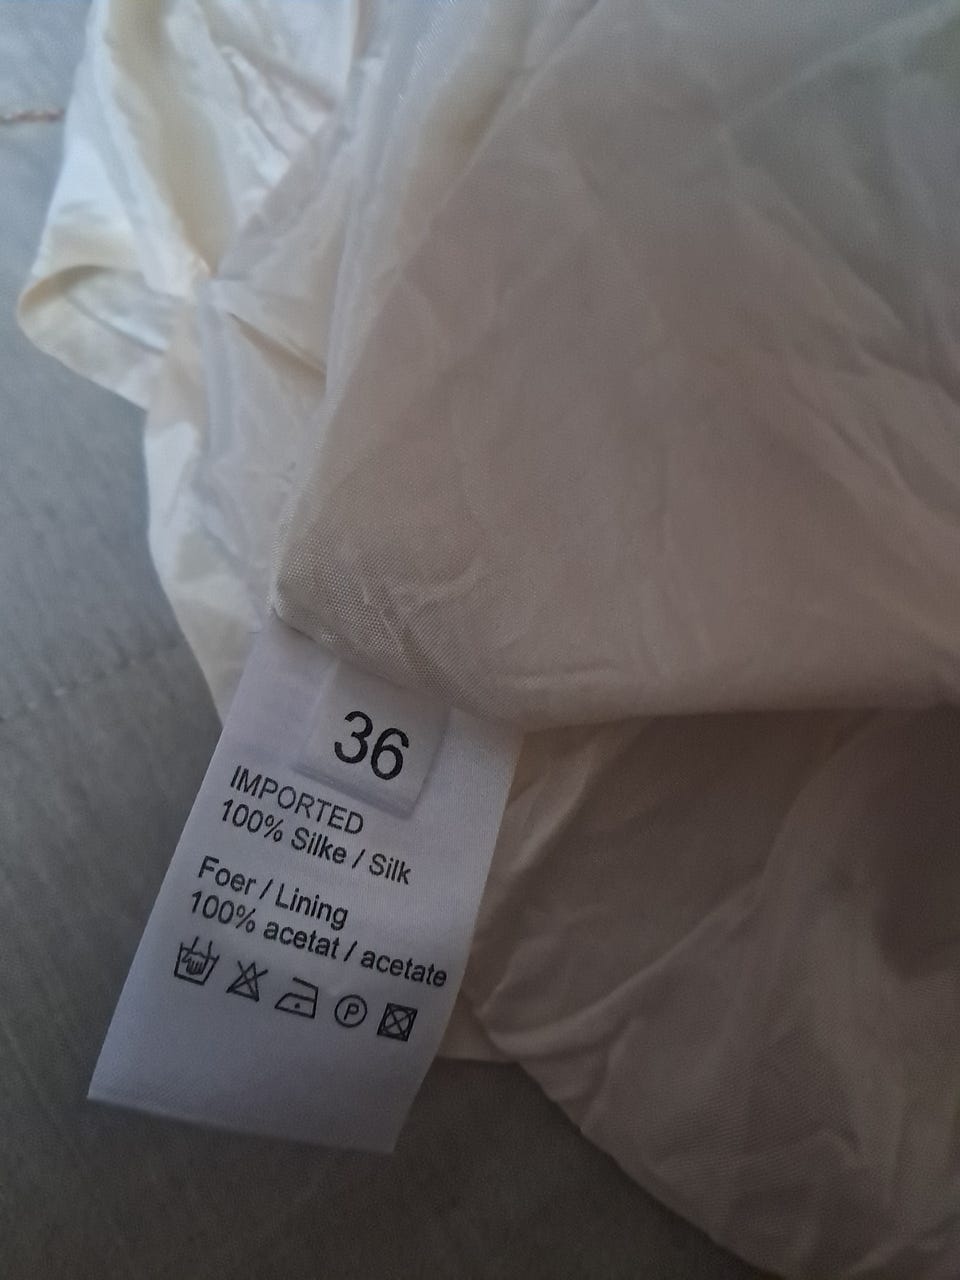 36
IMPORTED
100% Silke / Silk
Foer / Lining
100% acetat / acetate
P